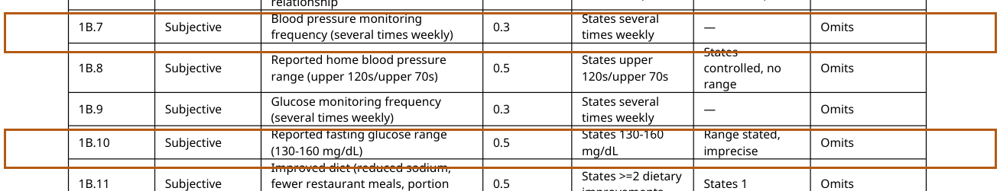 relationship
1B.7 Subjective Blood pressure monitoring frequency (several times weekly) 0.3 States several times weekly — Omits
1B.8 Subjective Reported home blood pressure range (upper 120s/upper 70s) 0.5 States upper 120s/upper 70s States controlled, no range Omits
1B.9 Subjective Glucose monitoring frequency (several times weekly) 0.3 States several times weekly — Omits
1B.10 Subjective Reported fasting glucose range (130-160 mg/dL) 0.5 States 130-160 mg/dL Range stated, imprecise Omits
1B.11 Subjective Improved diet (reduced sodium, fewer restaurant meals, portion 0.5 States >=2 dietary improvements States 1 Omits